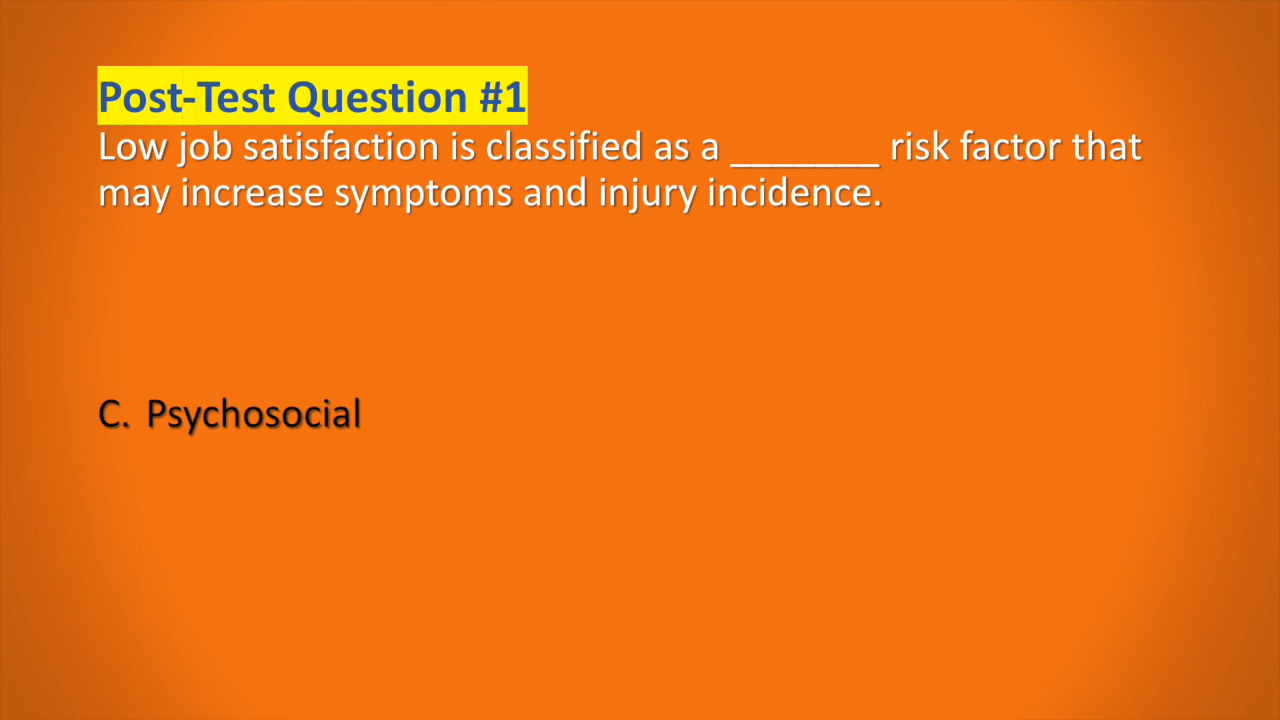 Post-Test Question #1
Low job satisfaction is classified as a _______ risk factor that
may increase symptoms and injury incidence.
C. Psychosocial